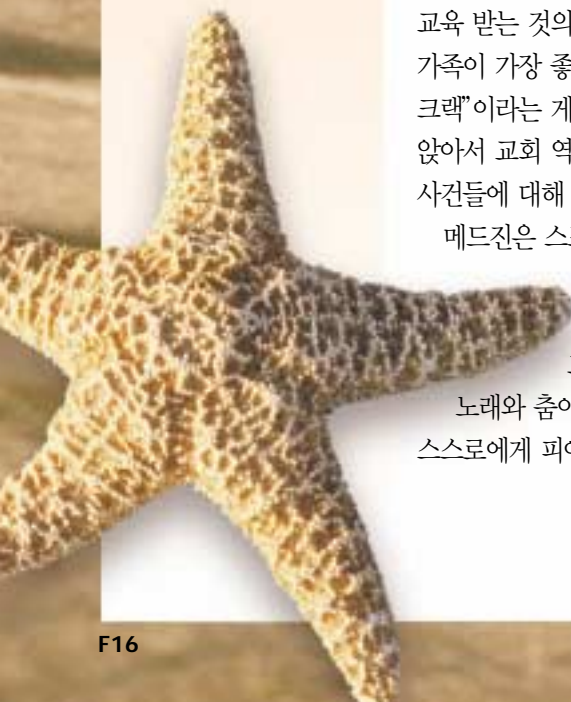 교육 받는 것의
가족이 가장 좋
크랙”이라는 게
앉아서 교회 역
사건들에 대해
메드진은 스
노래와 춤이
스스로에게 피아
F16